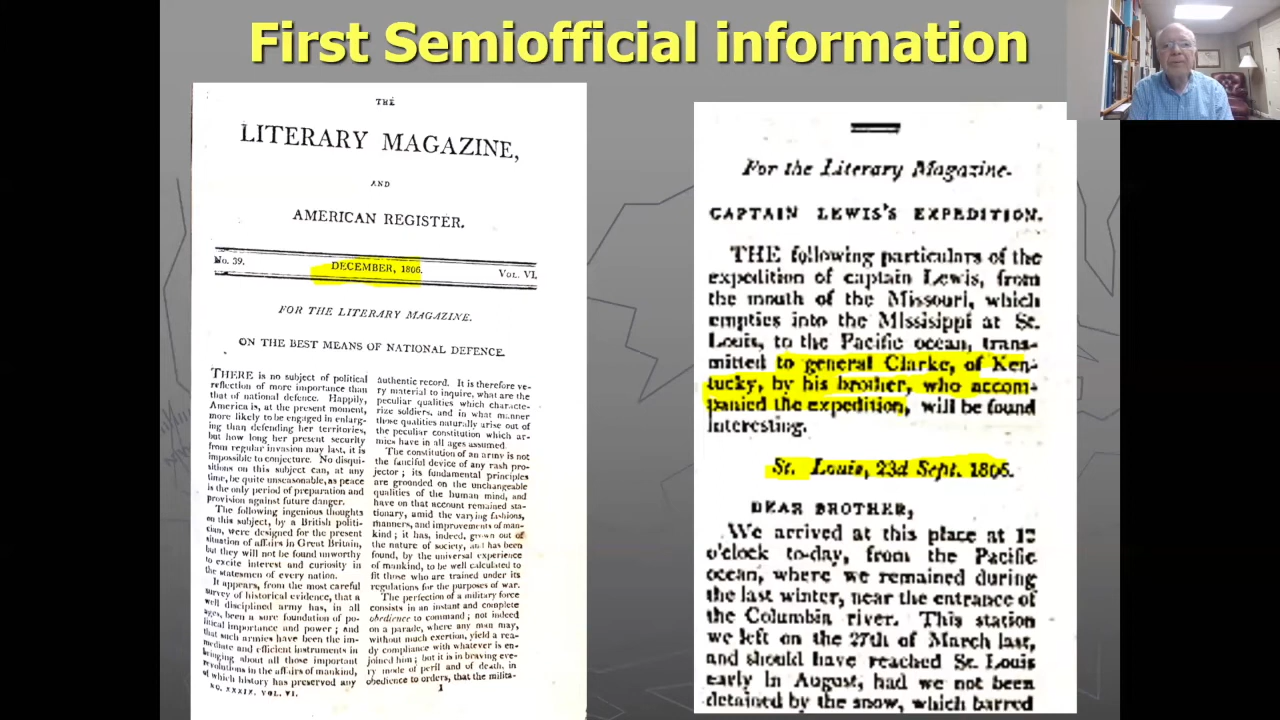 First Semiofficial information
THE
LITERARY MAGAZINE,
AND
AMERICAN REGISTER.
No. 39. DECEMBER, 1806. VOL. VI.
FOR THE LITERARY MAGAZINE.
ON THE BEST MEANS OF NATIONAL DEFENCE.
THERE is no subject of political
reflection of more importance than
that of national defence. Happily,
America is, at the present moment,
more likely to be engaged in enlarg-
ing than defending her territories,
but how long her present security
from regular invasion may last, it is
impossible to conjecture. No disqui-
sitions on this subject can, at any
time, be quite unseasonable, as peace
is the only period of preparation and
provision against future danger.
The following ingenious thoughts
on this subject, by a British politi-
cian, were designed for the present
situation of affairs in Great Britain,
but they will not be found unworthy
to excite interest and curiosity in
the statesmen of every nation.
It appears, from the most careful
survey of historical evidence, that a
well disciplined army has, in all
ages, been a sure foundation of po-
litical importance and power; and
that such armies have been the im-
mediate and efficient instruments in
bringing about all those important
revolutions in the affairs of mankind,
of which history has preserved any
NO. XXXIX. VOL. VI.
authentic record. It is therefore ve-
ry material to inquire, what are the
peculiar qualities which characte-
rize soldiers, and in what manner
those qualities naturally arise out of
the peculiar constitution which ar-
mies have in all ages assumed.
The constitution of an army is not
the fanciful device of any rash pro-
jector; its fundamental principles
are grounded on the unchangeable
qualities of the human mind, and
have on that account remained sta-
tionary, amid the varying fashions,
manners, and improvements of man-
kind; it has, indeed, grown out of
the nature of society, and has been
found, by the universal experience
of mankind, to be well calculated to
fit those who are trained under its
regulations for the purposes of war.
The perfection of a military force
consists in an instant and complete
obedience to command; not indeed
on a parade, where any man may,
without much exertion, yield a rea-
dy compliance with whatever is en-
joined him; but it is in braving eve-
ry mode of peril and of death, in
obedience to orders, that the milita-
1
For the Literary Magazine.
CAPTAIN LEWIS'S EXPEDITION.
THE following particulars of the
expedition of captain Lewis, from
the mouth of the Missouri, which
empties into the Missisippi at St.
Louis, to the Pacific ocean, trans-
mitted to general Clarke, of Ken-
tucky, by his brother, who accom-
panied the expedition, will be found
interesting.
St. Louis, 23d Sept. 1806.
DEAR BROTHER,
We arrived at this place at 12
o'clock to-day, from the Pacific
ocean, where we remained during
the last winter, near the entrance of
the Columbia river. This station
we left on the 27th of March last,
and should have reached St. Louis
early in August, had we not been
detained by the snow, which barred